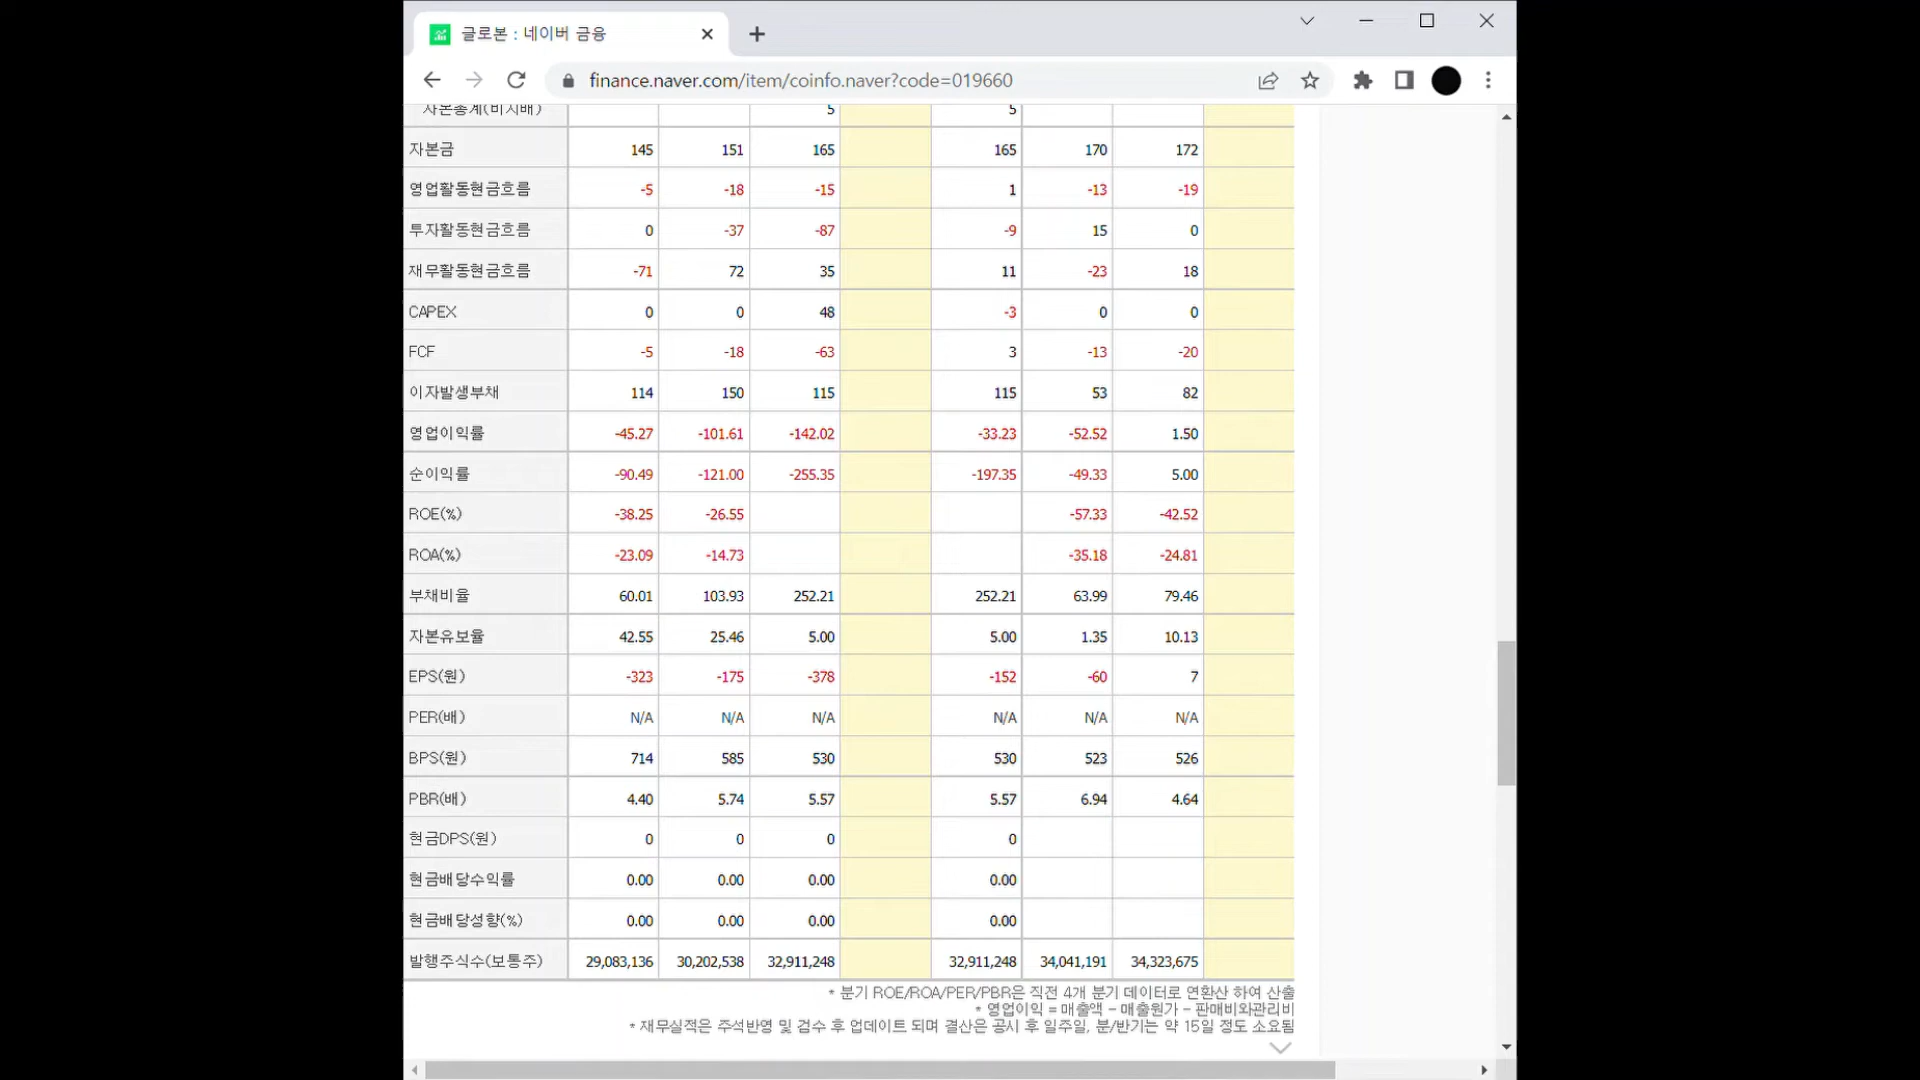 글로본 : 네이버 금융
finance.naver.com/item/coinfo.naver?code=019660
자본총계(비지배) 5 5
자본금 145 151 165 165 170 172
영업활동현금흐름 -5 -18 -15 1 -13 -19
투자활동현금흐름 0 -37 -87 -9 15 0
재무활동현금흐름 -71 72 35 11 -23 18
CAPEX 0 0 48 -3 0 0
FCF -5 -18 -63 3 -13 -20
이자발생부채 114 150 115 115 53 82
영업이익률 -45.27 -101.61 -142.02 -33.23 -52.52 1.50
순이익률 -90.49 -121.00 -255.35 -197.35 -49.33 5.00
ROE(%) -38.25 -26.55 -57.33 -42.52
ROA(%) -23.09 -14.73 -35.18 -24.81
부채비율 60.01 103.93 252.21 252.21 63.99 79.46
자본유보율 42.55 25.46 5.00 5.00 1.35 10.13
EPS(원) -323 -175 -378 -152 -60 7
PER(배) N/A N/A N/A N/A N/A N/A
BPS(원) 714 585 530 530 523 526
PBR(배) 4.40 5.74 5.57 5.57 6.94 4.64
현금DPS(원) 0 0 0 0
현금배당수익률 0.00 0.00 0.00 0.00
현금배당성향(%) 0.00 0.00 0.00 0.00
발행주식수(보통주) 29,083,136 30,202,538 32,911,248 32,911,248 34,041,191 34,323,675
* 분기 ROE/ROA/PER/PBR은 직전 4개 분기 데이터로 연환산 하여 산출
* 영업이익 = 매출액 - 매출원가 - 판매비와관리비
* 재무실적은 주석반영 및 검수 후 업데이트 되며 결산은 공시 후 일주일, 분/반기는 약 15일 정도 소요됨